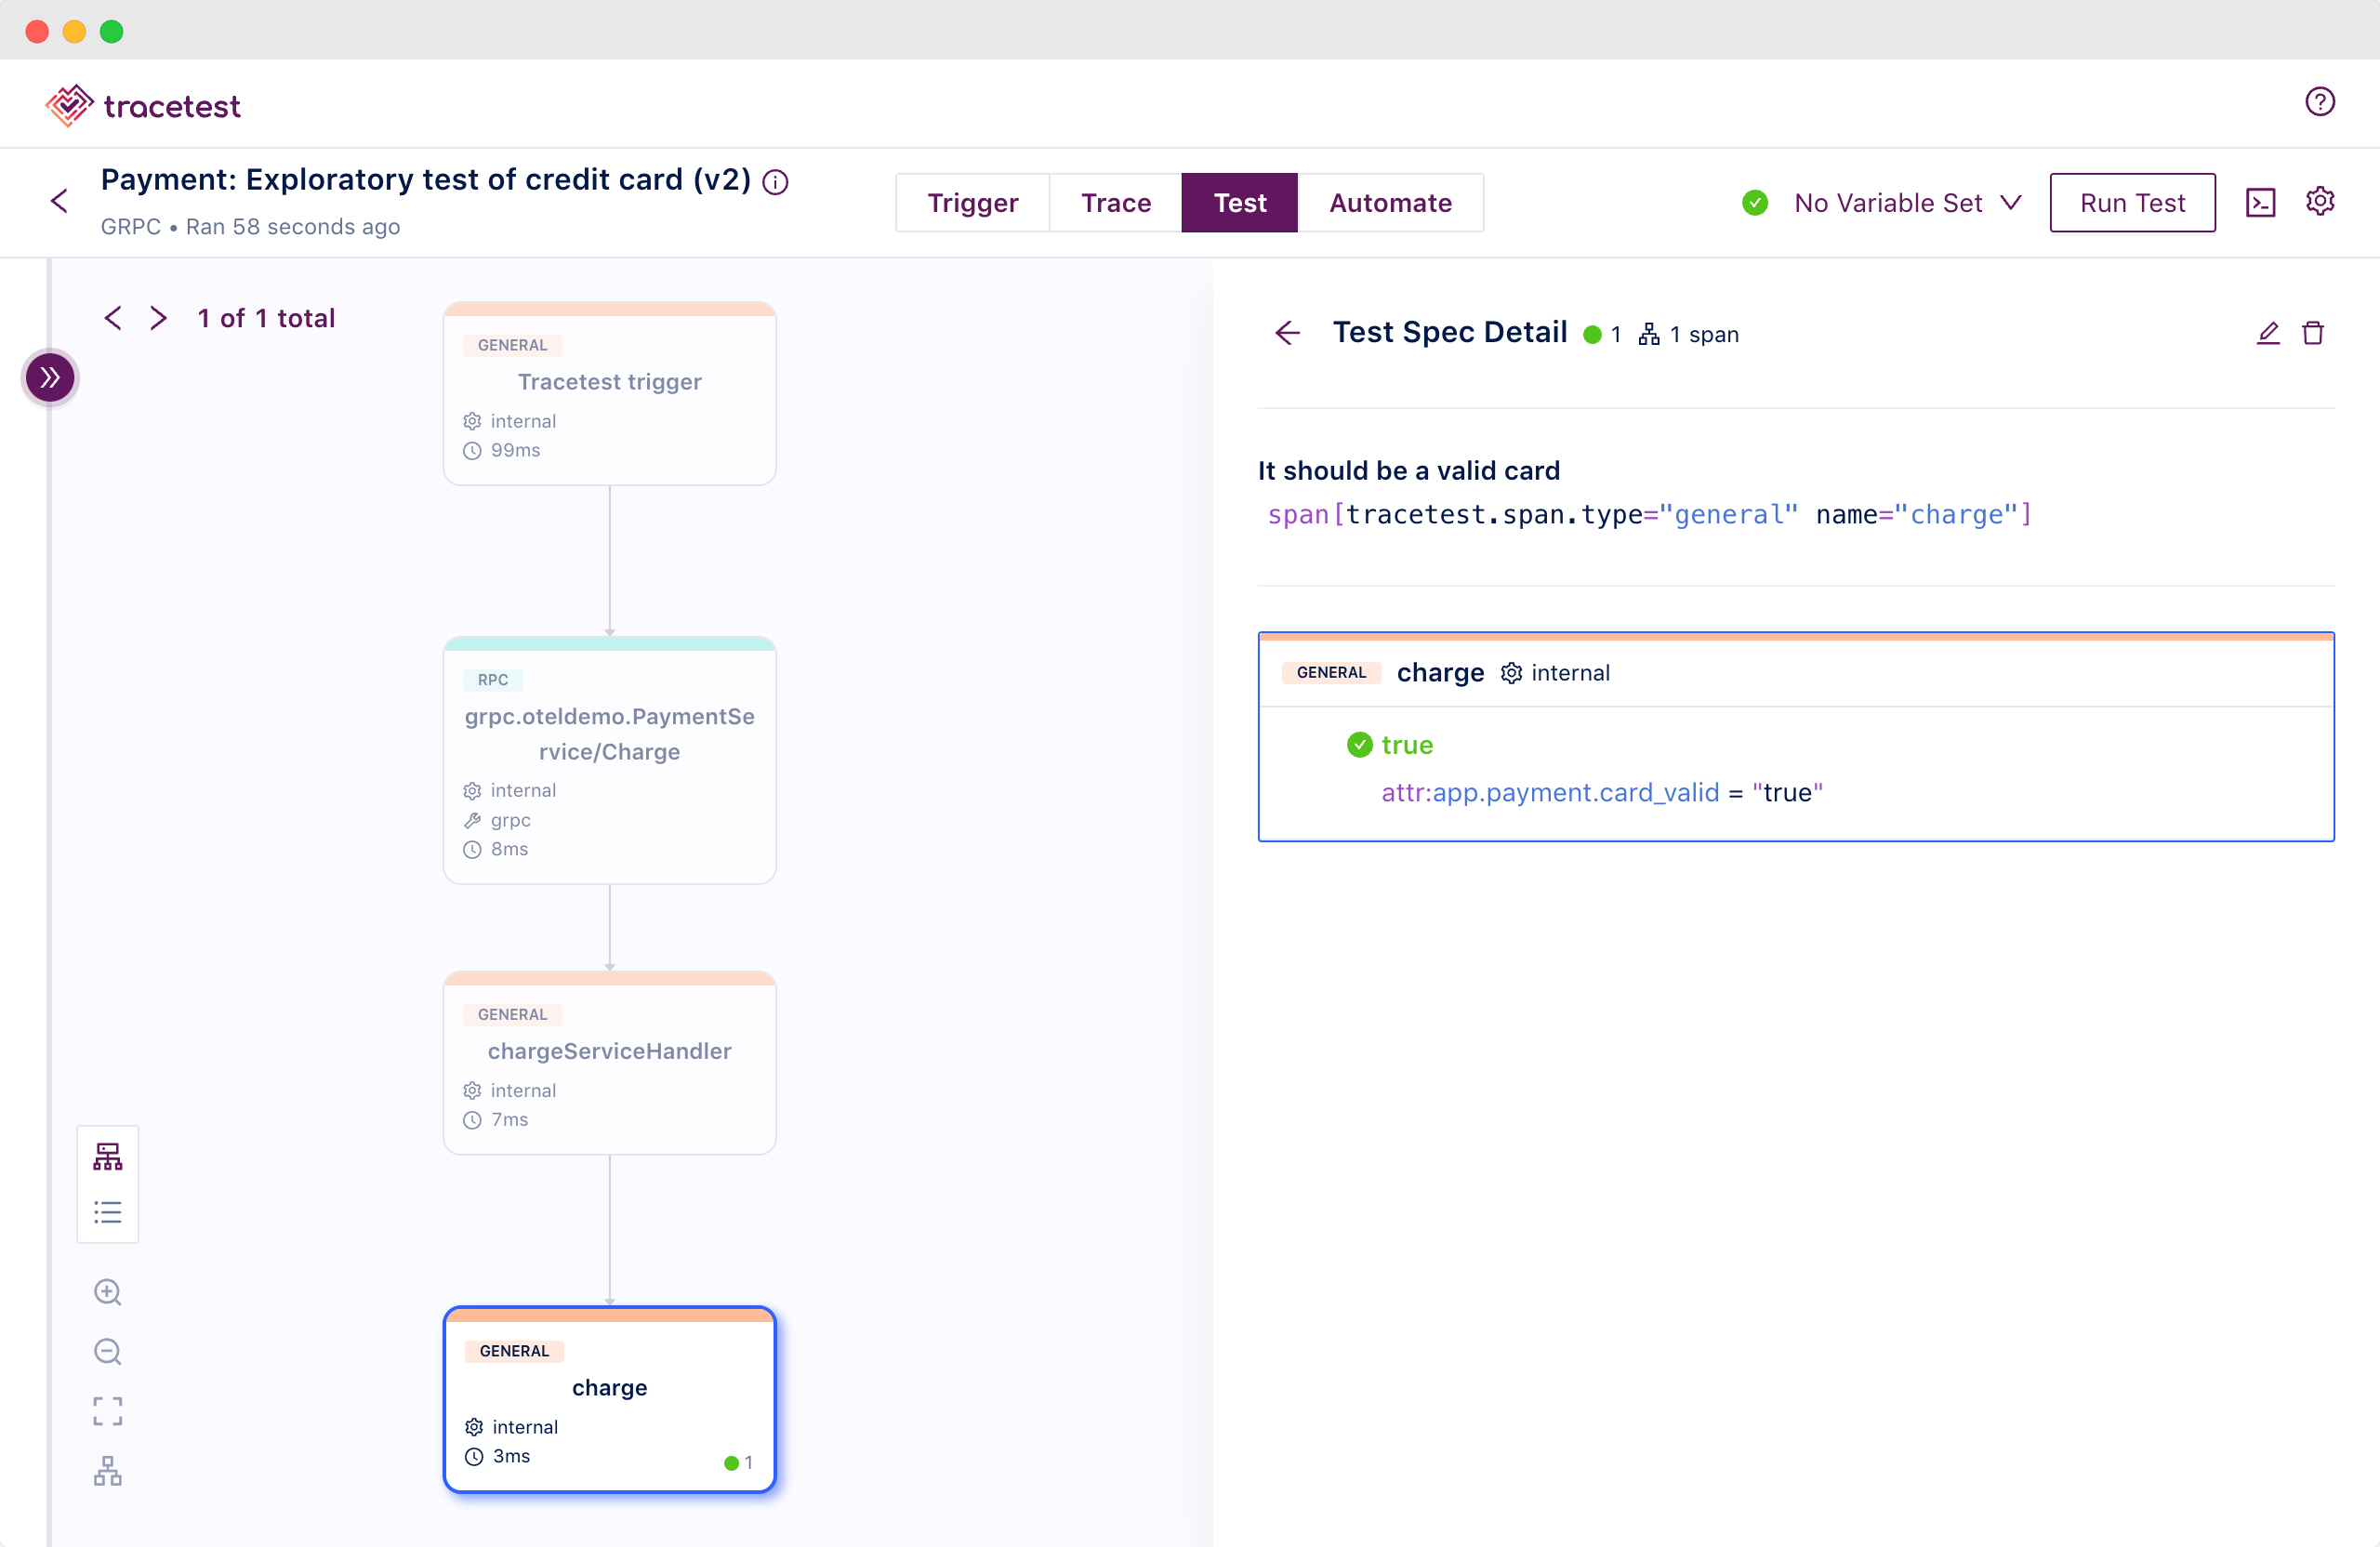 tracetest
Payment: Exploratory test of credit card (v2)
GRPC • Ran 58 seconds ago
Trigger
Trace
Test
Automate
No Variable Set
Run Test
1 of 1 total
GENERAL
Tracetest trigger
internal
99ms
RPC
grpc.oteldemo.PaymentSe
rvice/Charge
internal
grpc
8ms
GENERAL
chargeServiceHandler
internal
7ms
GENERAL
charge
internal
3ms
1
Test Spec Detail 1 1 span
It should be a valid card
span[tracetest.span.type="general" name="charge"]
GENERAL charge internal
true
attr:app.payment.card_valid = "true"